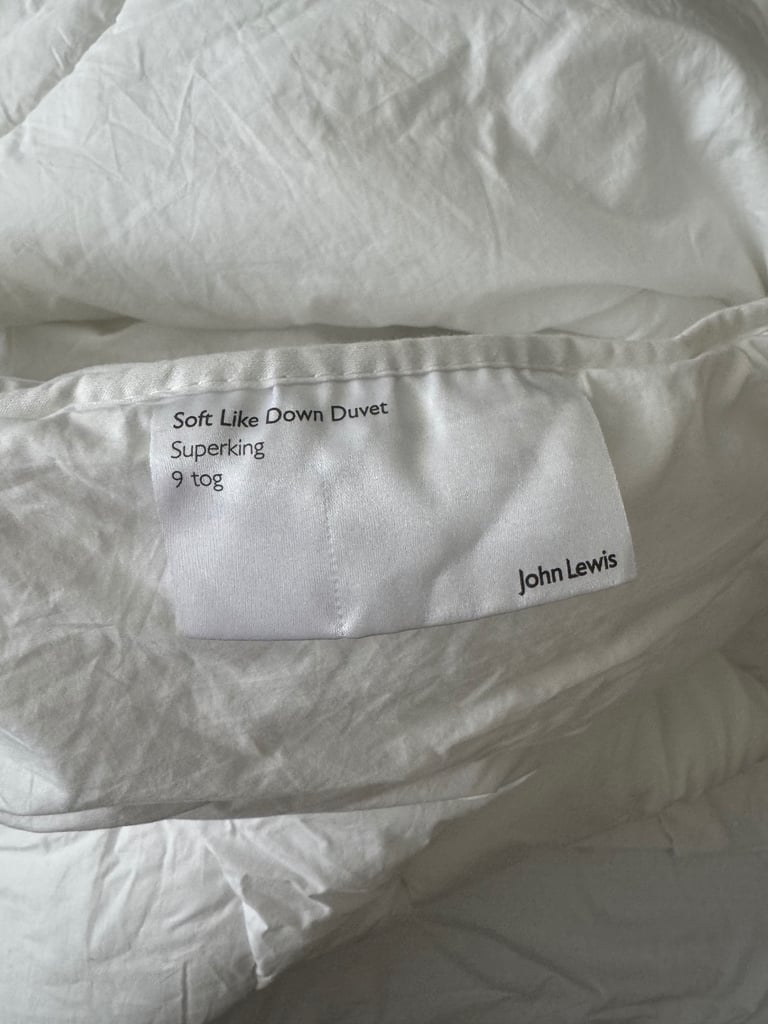 Soft Like Down Duvet
Superking
9 tog
John Lewis